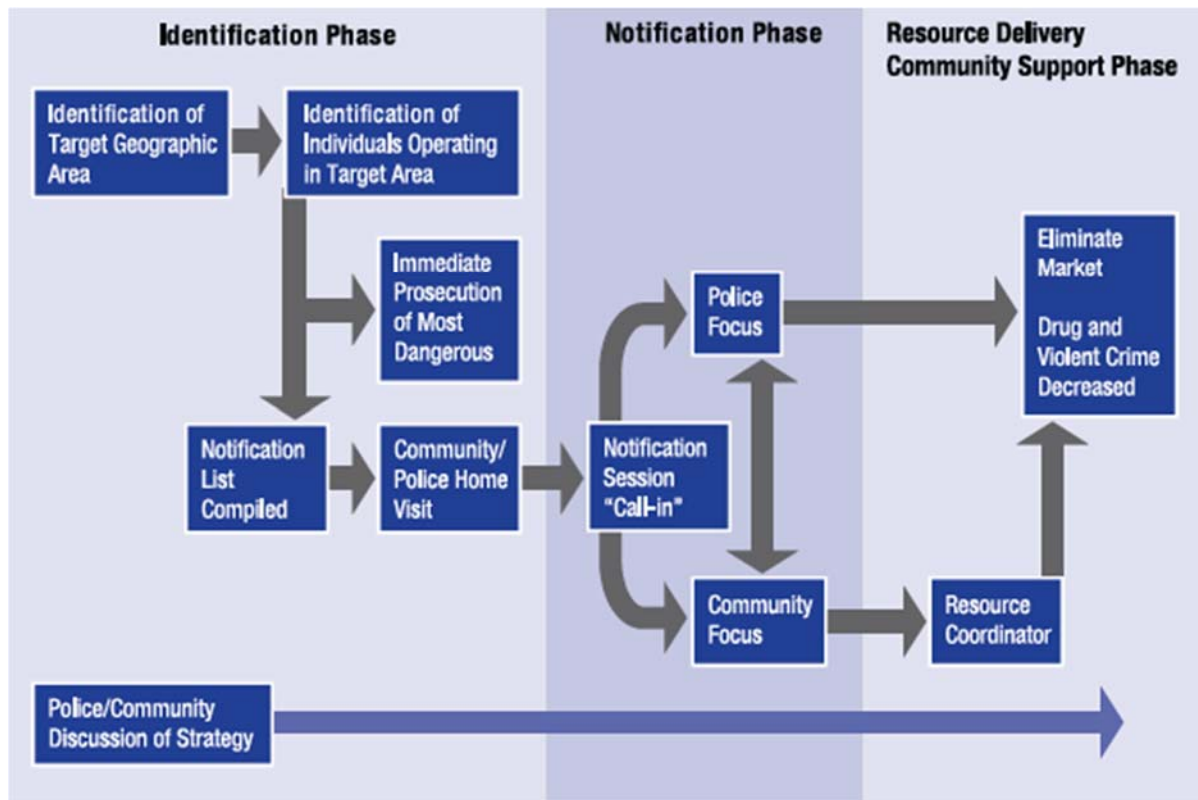 Identification Phase
Notification Phase
Resource Delivery
Community Support Phase
Identification of
Target Geographic
Area
Identification of
Individuals Operating
in Target Area
Immediate
Prosecution
of Most
Dangerous
Notification
List
Compiled
Community/
Police Home
Visit
Notification
Session
“Call-in”
Police
Focus
Community
Focus
Resource
Coordinator
Eliminate
Market
Drug and
Violent Crime
Decreased
Police/Community
Discussion of Strategy